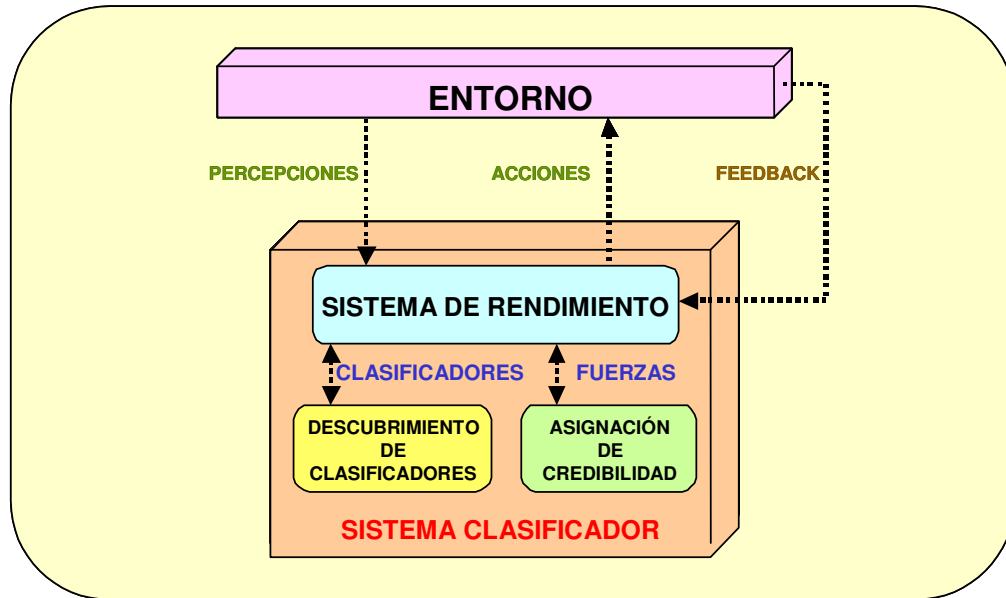 ENTORNO
PERCEPCIONES
ACCIONES
FEEDBACK
SISTEMA DE RENDIMIENTO
CLASIFICADORES
FUERZAS
DESCUBRIMIENTO
DE
CLASIFICADORES
ASIGNACIÓN
DE
CREDIBILIDAD
SISTEMA CLASIFICADOR